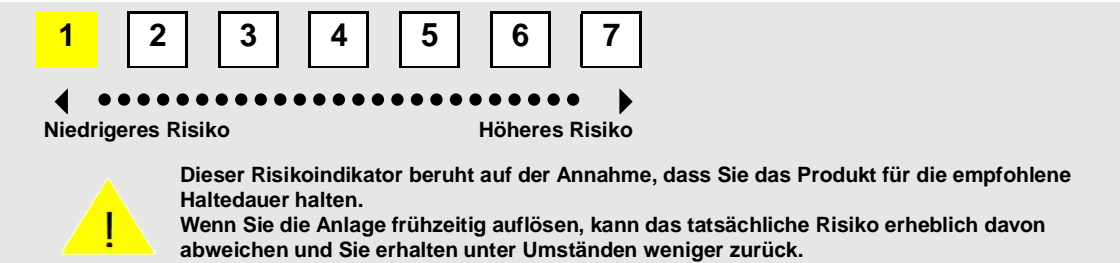 1 2 3 4 5 6 7
Niedrigeres Risiko Höheres Risiko
Dieser Risikoindikator beruht auf der Annahme, dass Sie das Produkt für die empfohlene
Haltedauer halten.
Wenn Sie die Anlage frühzeitig auflösen, kann das tatsächliche Risiko erheblich davon
abweichen und Sie erhalten unter Umständen weniger zurück.
!